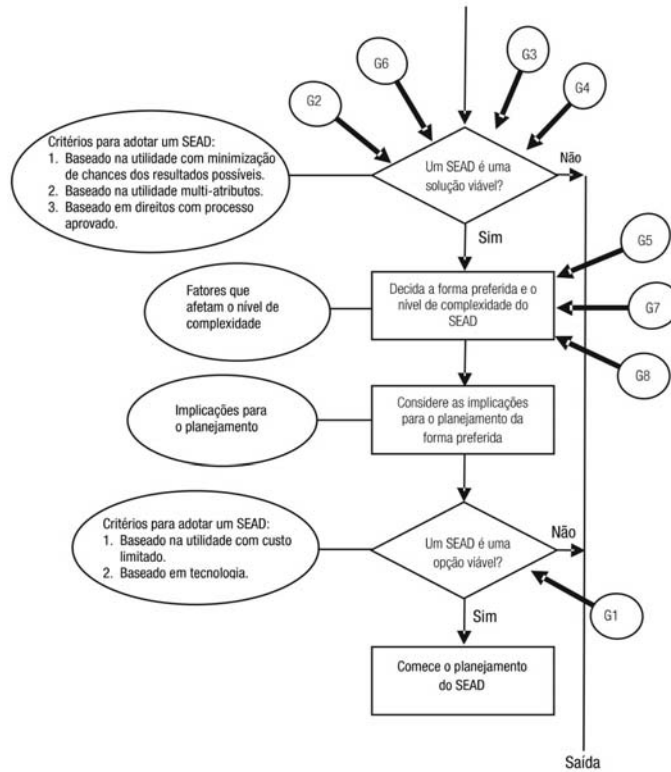 G6
G3
G2
G4
Critérios para adotar um SEAD:
1. Baseado na utilidade com minimização
de chances dos resultados possíveis.
2. Baseado na utilidade multi-atributos.
3. Baseado em direitos com processo
aprovado.
Um SEAD é uma
solução viável?
Não
Sim
G5
Fatores que
afetam o nível de
complexidade
Decida a forma preferida e o
nível de complexidade do
SEAD
G7
G8
Implicações para
o planejamento
Considere as implicações
para o planejamento da
forma preferida
Critérios para adotar um SEAD:
1. Baseado na utilidade com custo
limitado.
2. Baseado em tecnologia.
Um SEAD é uma
opção viável?
Não
G1
Sim
Comece o planejamento
do SEAD
Saída